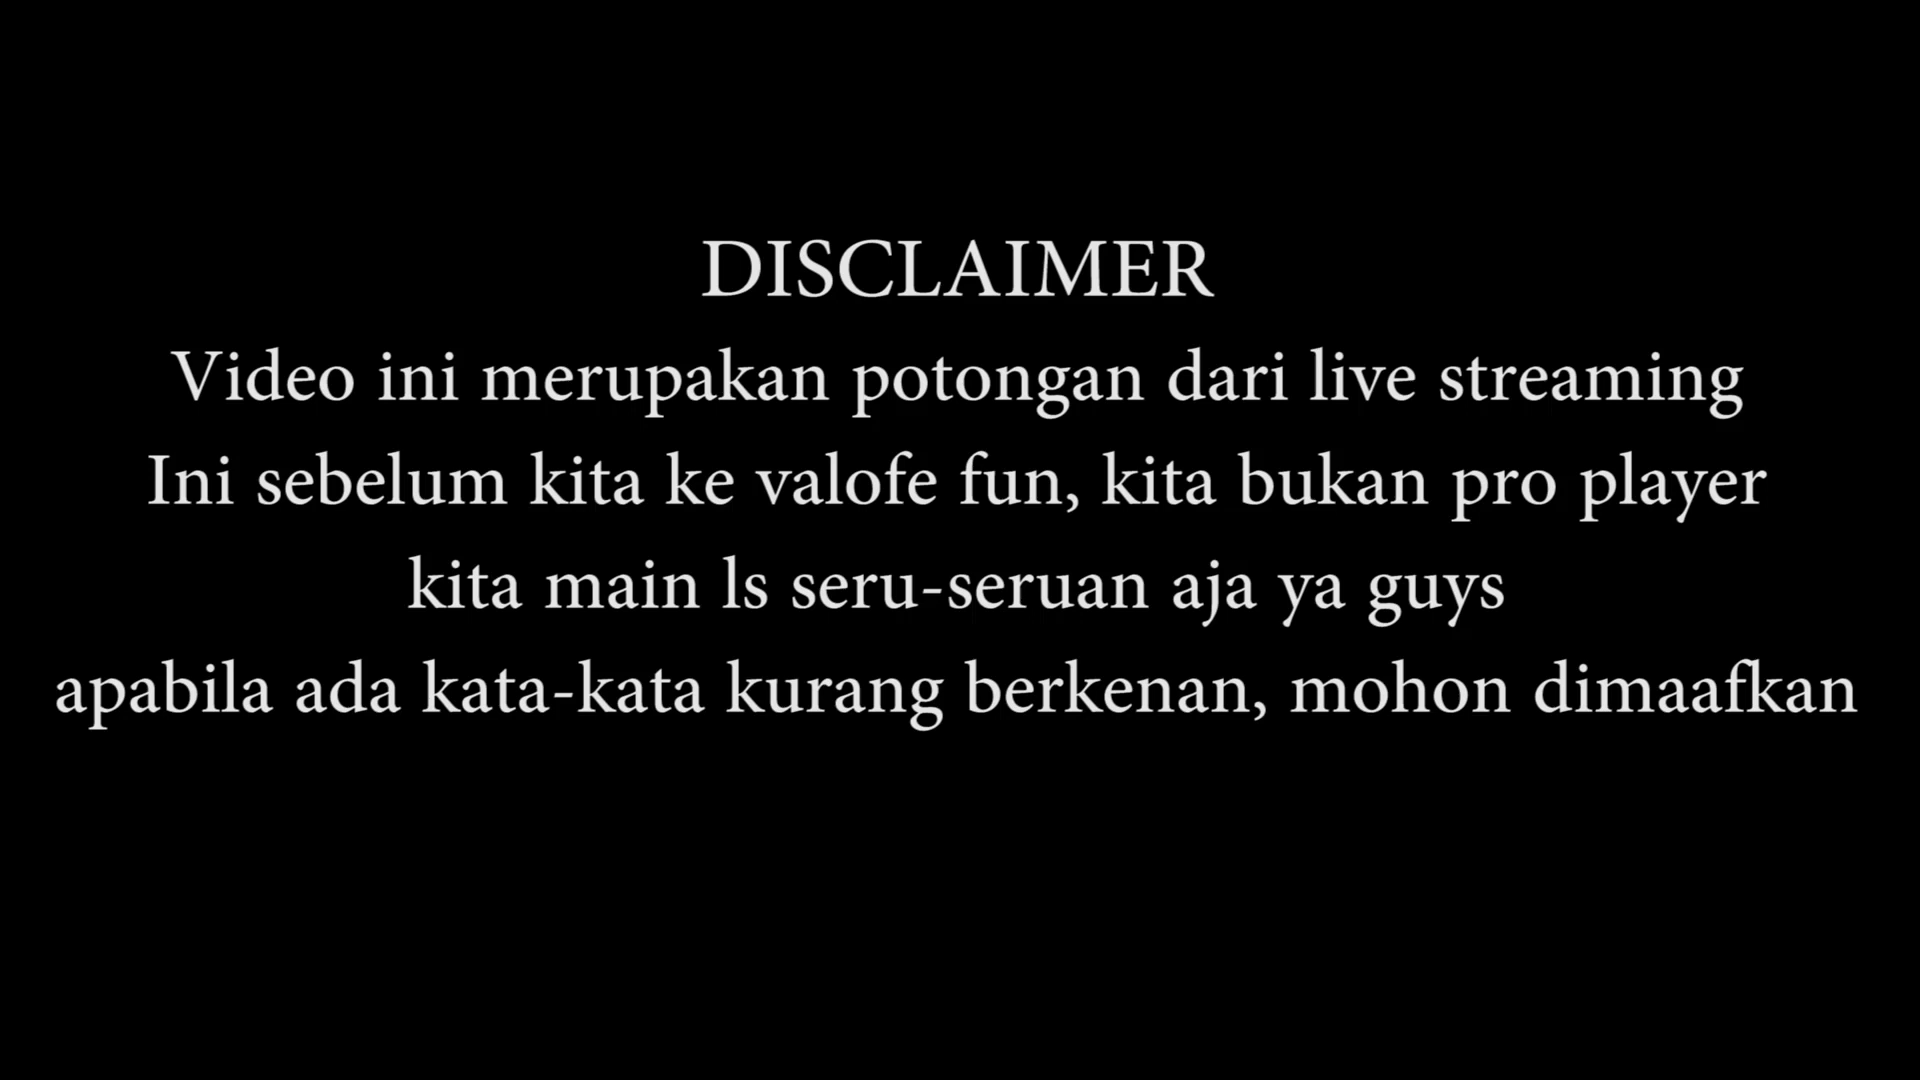 DISCLAIMER
Video ini merupakan potongan dari live streaming
Ini sebelum kita ke valofe fun, kita bukan pro player
kita main ls seru-seruan aja ya guys
apabila ada kata-kata kurang berkenan, mohon dimaafkan